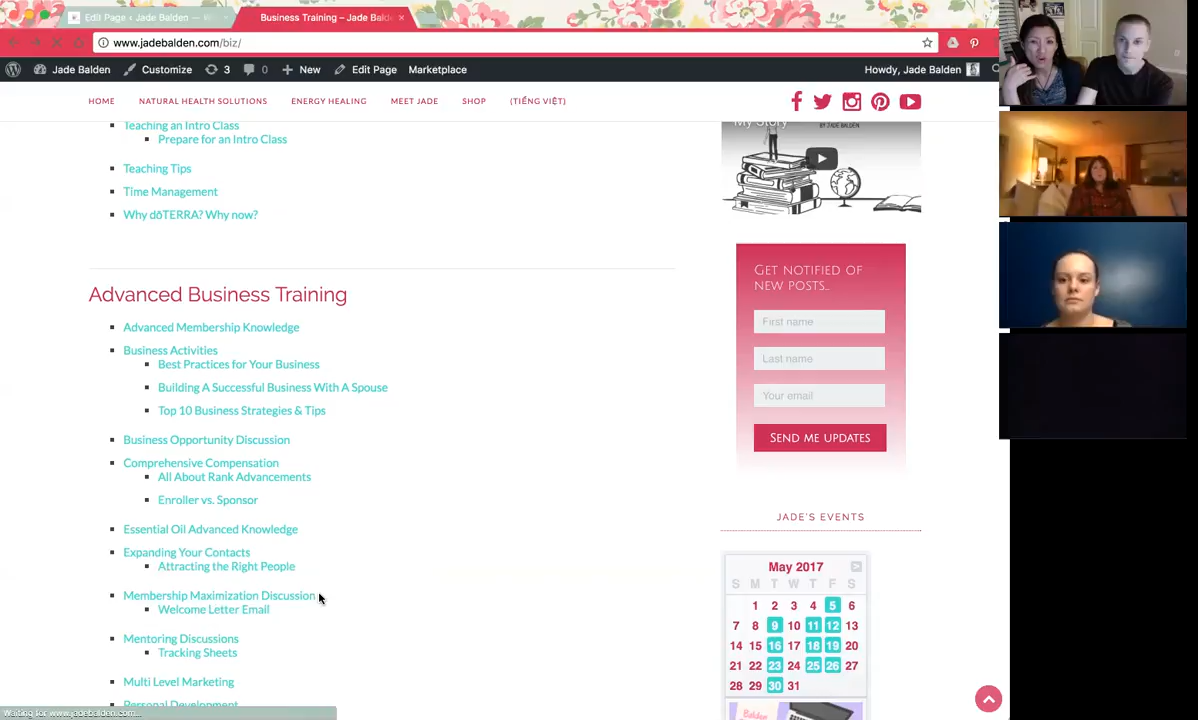 Edit Page ‹ Jade Balden —
Business Training – Jade Bald
www.jadebalden.com/biz/
Jade Balden
Customize
3
0
New
Edit Page
Marketplace
Howdy, Jade Balden
HOME
NATURAL HEALTH SOLUTIONS
ENERGY HEALING
MEET JADE
SHOP
(TIẾNG VIỆT)
Teaching an Intro Class
Prepare for an Intro Class
Teaching Tips
Time Management
Why dōTERRA? Why now?
Advanced Business Training
Advanced Membership Knowledge
Business Activities
Best Practices for Your Business
Building A Successful Business With A Spouse
Top 10 Business Strategies & Tips
Business Opportunity Discussion
Comprehensive Compensation
All About Rank Advancements
Enroller vs. Sponsor
Essential Oil Advanced Knowledge
Expanding Your Contacts
Attracting the Right People
Membership Maximization Discussion
Welcome Letter Email
Mentoring Discussions
Tracking Sheets
Multi Level Marketing
Personal Development
Waiting for www.jadebalden.com...
My Story
BY JADE BALDEN
GET NOTIFIED OF
NEW POSTS..
First name
Last name
Your email
SEND ME UPDATES
JADE'S EVENTS
May 2017
S M T W T F S
1 2 3 4 5 6
7 8 9 10 11 12 13
14 15 16 17 18 19 20
21 22 23 24 25 26 27
28 29 30 31
Balden